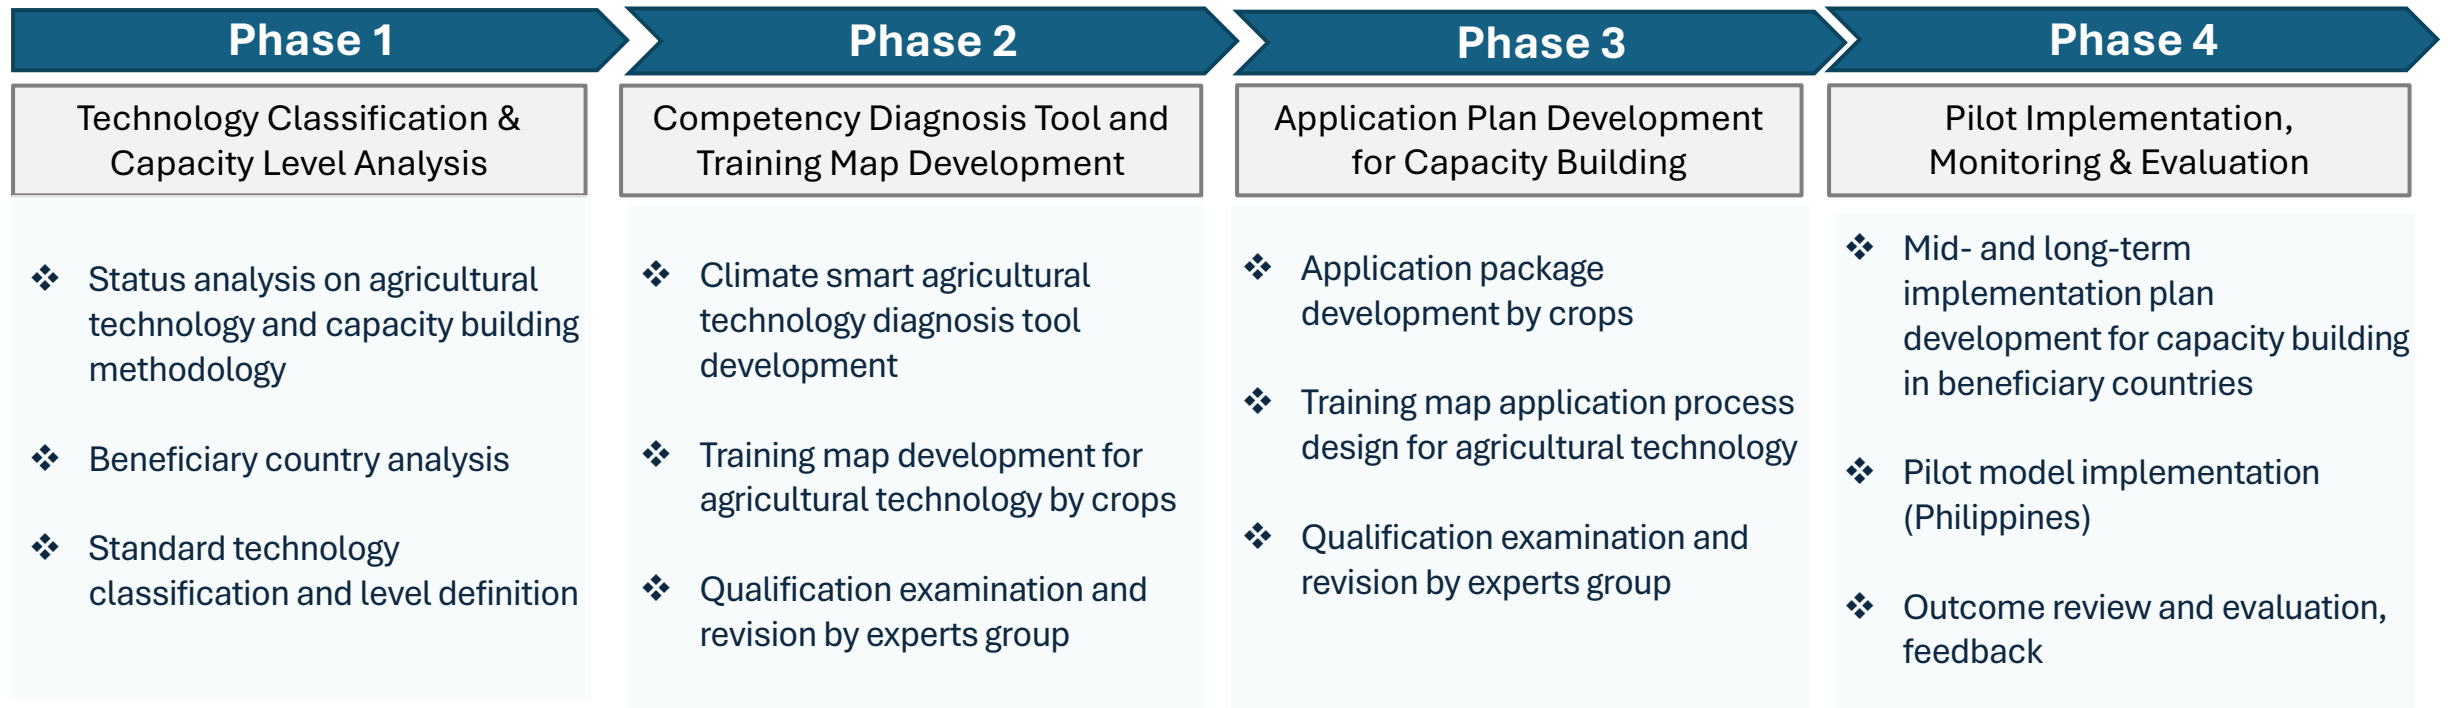 Phase 1
Technology Classification &
Capacity Level Analysis
❖ Status analysis on agricultural
technology and capacity building
methodology
❖ Beneficiary country analysis
❖ Standard technology
classification and level definition
Phase 2
Competency Diagnosis Tool and
Training Map Development
❖ Climate smart agricultural
technology diagnosis tool
development
❖ Training map development for
agricultural technology by crops
❖ Qualification examination and
revision by experts group
Phase 3
Application Plan Development
for Capacity Building
❖ Application package
development by crops
❖ Training map application process
design for agricultural technology
❖ Qualification examination and
revision by experts group
Phase 4
Pilot Implementation,
Monitoring & Evaluation
❖ Mid- and long-term
implementation plan
development for capacity building
in beneficiary countries
❖ Pilot model implementation
(Philippines)
❖ Outcome review and evaluation,
feedback